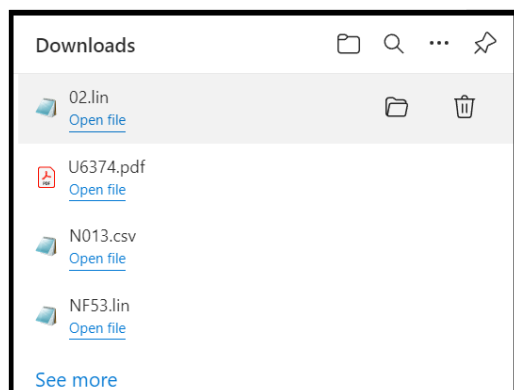 Downloads
02.lin
Open file
U6374.pdf
Open file
N013.csv
Open file
NF53.lin
Open file
See more